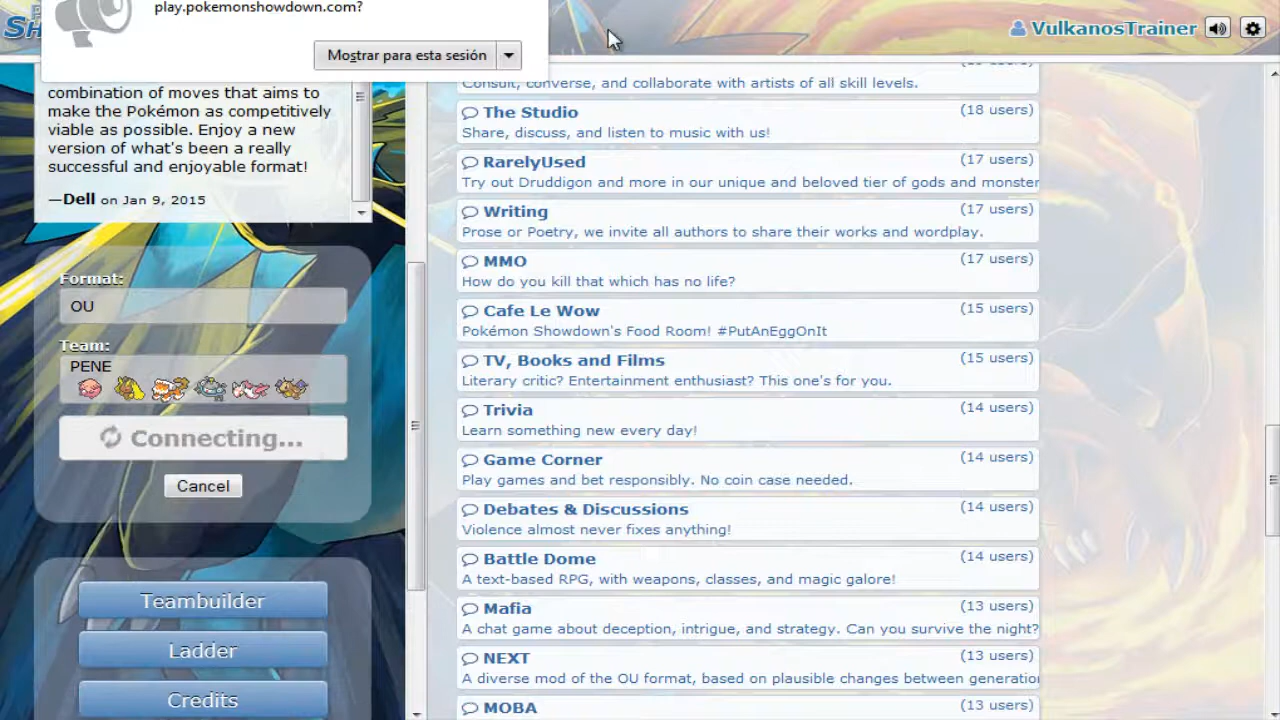 play.pokemonshowdown.com?
Sh
VulkanosTrainer
Mostrar para esta sesión
combination of moves that aims to
make the Pokémon as competitively
viable as possible. Enjoy a new
version of what's been a really
successful and enjoyable format!
—Dell on Jan 9, 2015
Format:
OU
Team:
PENE
Connecting...
Cancel
Teambuilder
Ladder
Credits
Consult, converse, and collaborate with artists of all skill levels.
The Studio (18 users)
Share, discuss, and listen to music with us!
RarelyUsed (17 users)
Try out Druddigon and more in our unique and beloved tier of gods and monster
Writing (17 users)
Prose or Poetry, we invite all authors to share their works and wordplay.
MMO (17 users)
How do you kill that which has no life?
Cafe Le Wow (15 users)
Pokémon Showdown's Food Room! #PutAnEggOnIt
TV, Books and Films (15 users)
Literary critic? Entertainment enthusiast? This one's for you.
Trivia (14 users)
Learn something new every day!
Game Corner (14 users)
Play games and bet responsibly. No coin case needed.
Debates & Discussions (14 users)
Violence almost never fixes anything!
Battle Dome (14 users)
A text-based RPG, with weapons, classes, and magic galore!
Mafia (13 users)
A chat game about deception, intrigue, and strategy. Can you survive the night?
NEXT (13 users)
A diverse mod of the OU format, based on plausible changes between generation
MOBA (13 users)